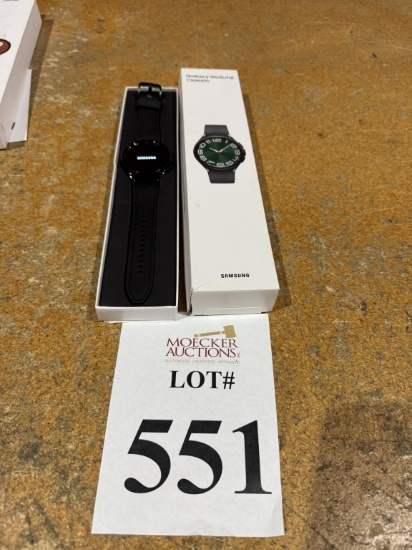 Galaxy Watch6
Classic
SAMSUNG
SAMSUNG
MOECKER
AUCTIONS
LOT#
551